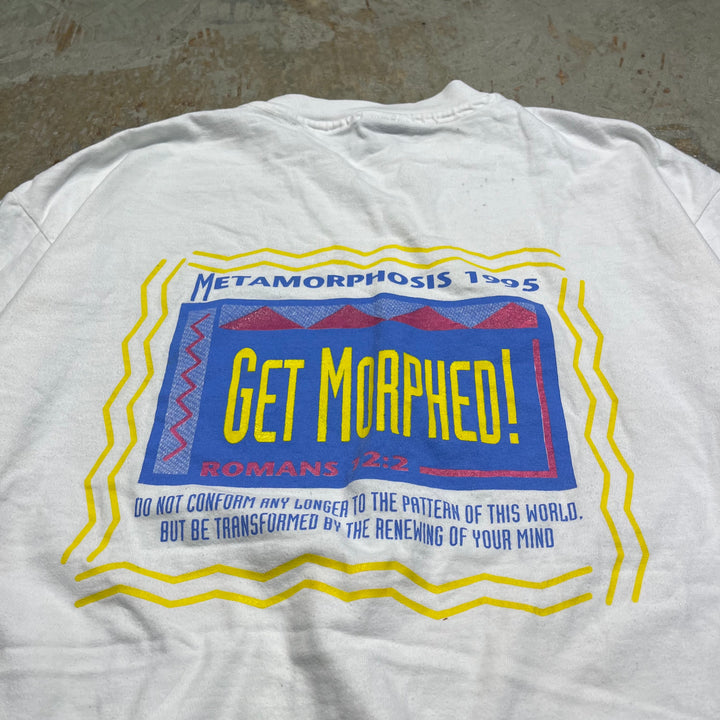 METAMORPHOSIS 1995
GET MORPHED!
ROMANS 12:2
DO NOT CONFORM ANY LONGER TO THE PATTERN OF THIS WORLD,
BUT BE TRANSFORMED BY THE RENEWING OF YOUR MIND